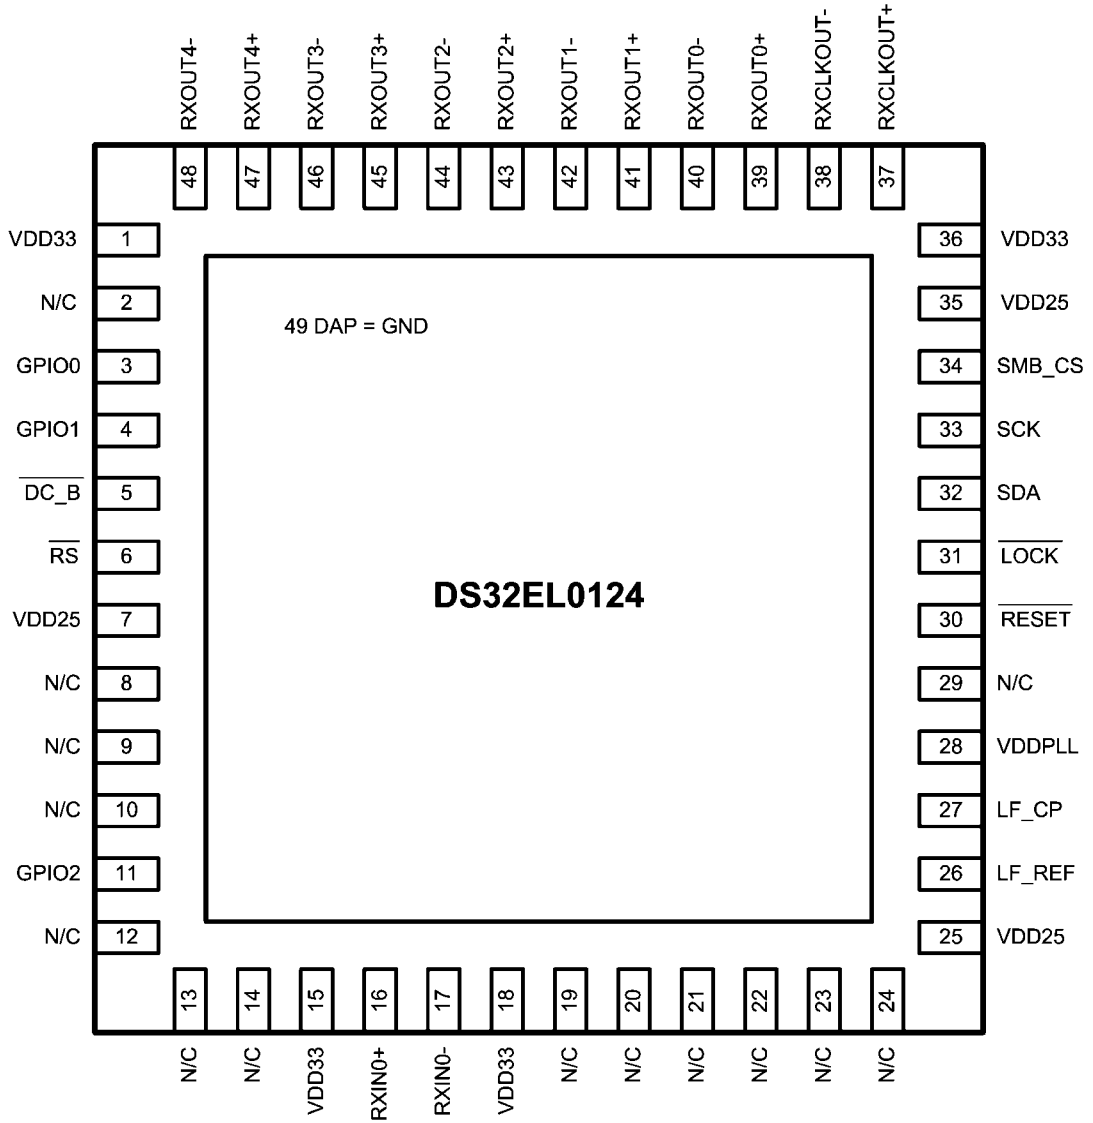 RXOUT4- RXOUT4+ RXOUT3- RXOUT3+ RXOUT2- RXOUT2+ RXOUT1- RXOUT1+ RXOUT0- RXOUT0+ RXCLKOUT- RXCLKOUT+
48 47 46 45 44 43 42 41 40 39 38 37
VDD33 1 36 VDD33
N/C 2 35 VDD25
49 DAP = GND
GPIO0 3 34 SMB_CS
GPIO1 4 33 SCK
DC_B 5 32 SDA
RS 6 31 LOCK
DS32EL0124
VDD25 7 30 RESET
N/C 8 29 N/C
N/C 9 28 VDDPLL
N/C 10 27 LF_CP
GPIO2 11 26 LF_REF
N/C 12 25 VDD25
13 14 15 16 17 18 19 20 21 22 23 24
N/C N/C VDD33 RXIN0+ RXIN0- VDD33 N/C N/C N/C N/C N/C N/C